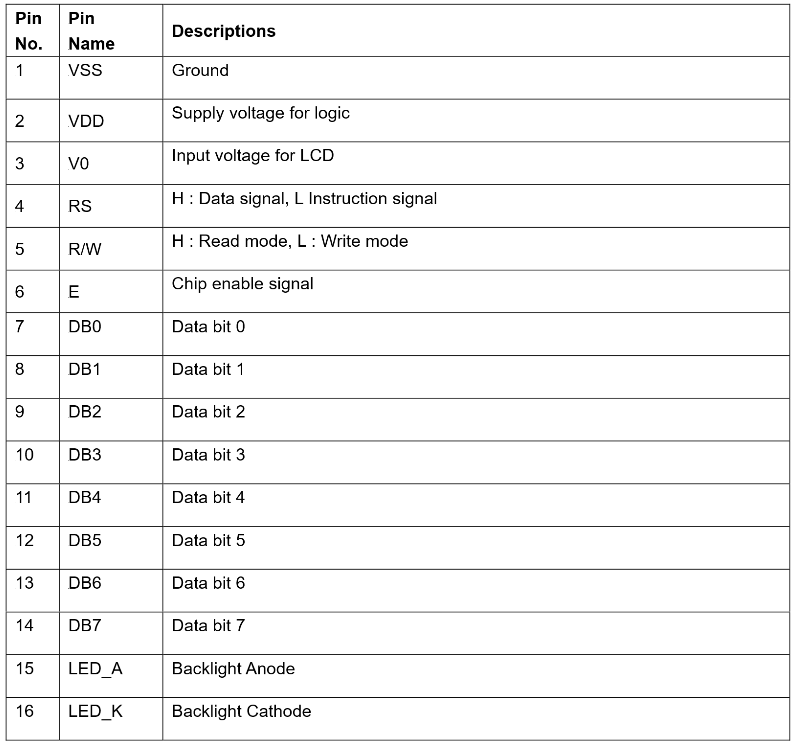 Pin No. Pin Name Descriptions
1 VSS Ground
2 VDD Supply voltage for logic
3 V0 Input voltage for LCD
4 RS H : Data signal, L Instruction signal
5 R/W H : Read mode, L : Write mode
6 E Chip enable signal
7 DB0 Data bit 0
8 DB1 Data bit 1
9 DB2 Data bit 2
10 DB3 Data bit 3
11 DB4 Data bit 4
12 DB5 Data bit 5
13 DB6 Data bit 6
14 DB7 Data bit 7
15 LED_A Backlight Anode
16 LED_K Backlight Cathode